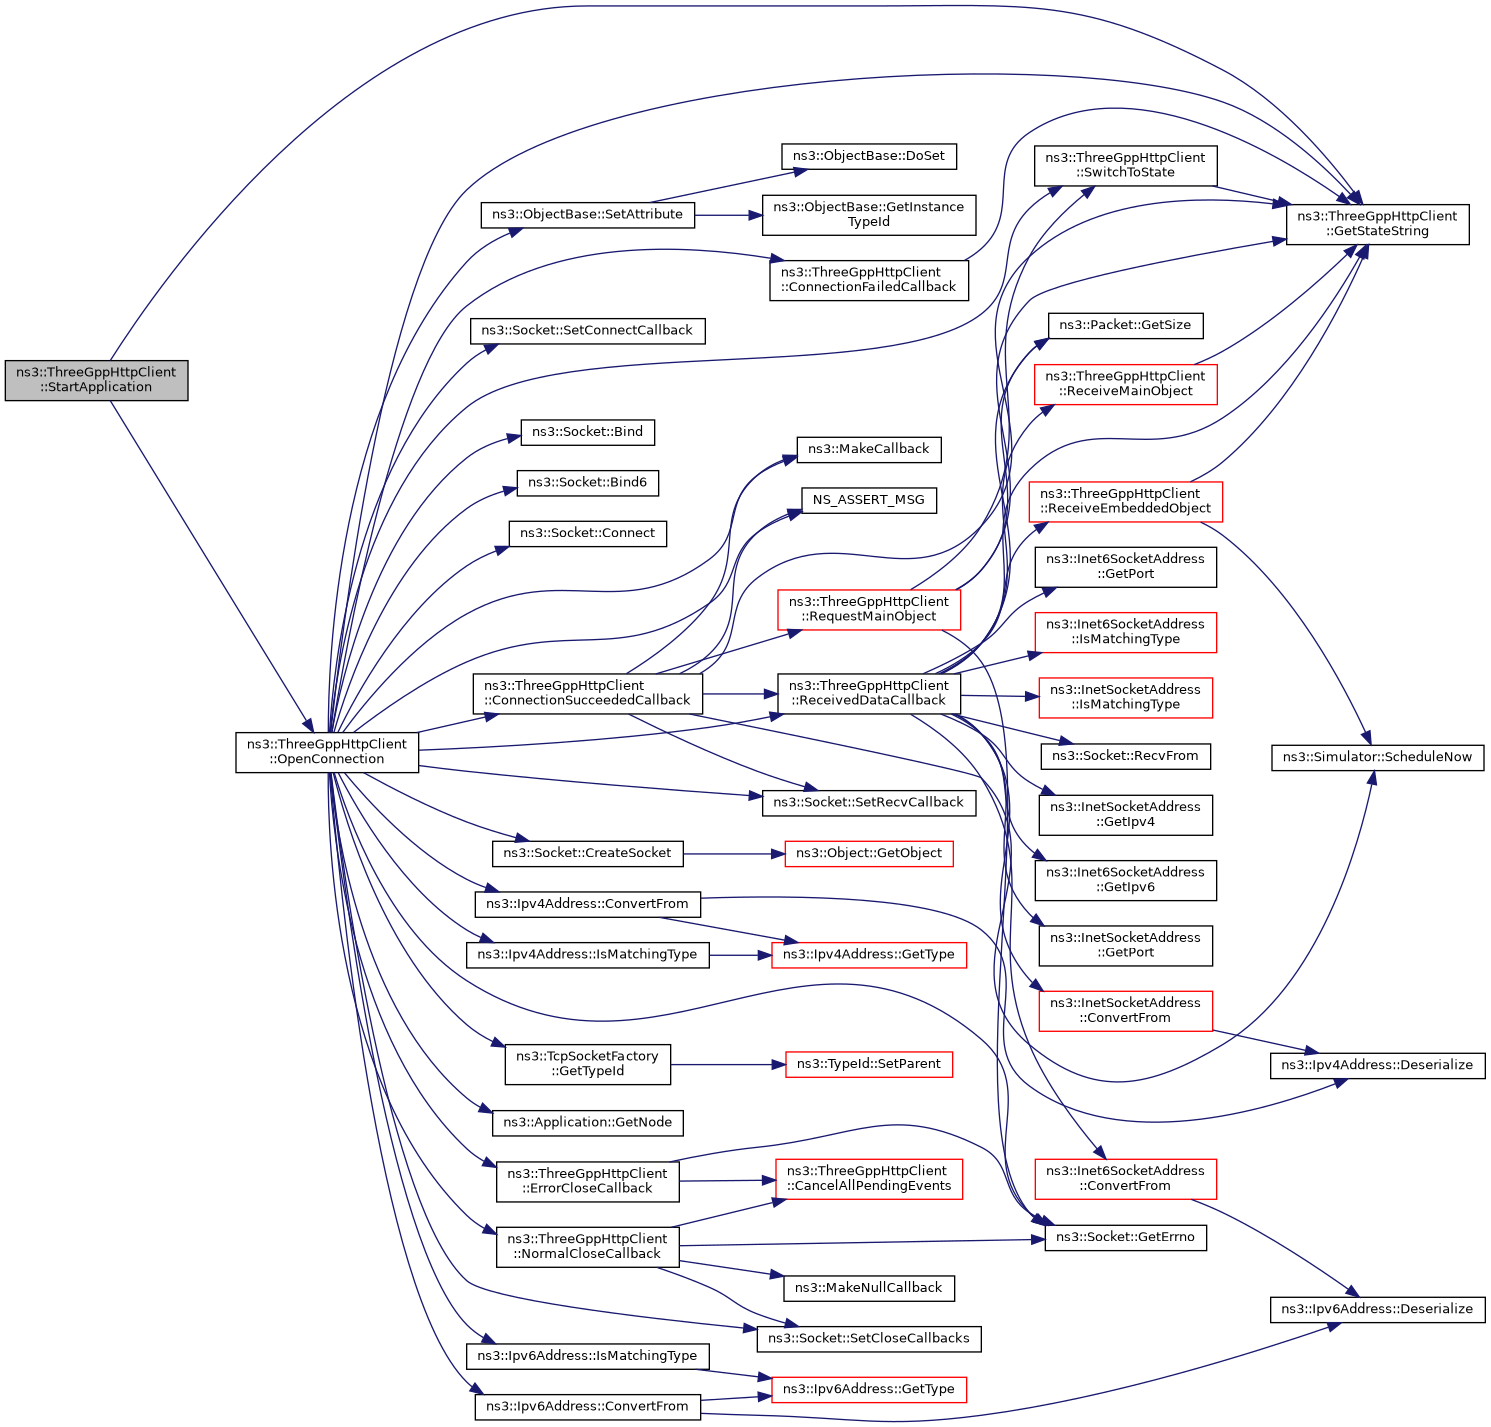 ns3::ThreeGppHttpClient
::StartApplication
ns3::ThreeGppHttpClient
::OpenConnection
ns3::ObjectBase::SetAttribute
ns3::Socket::SetConnectCallback
ns3::Socket::Bind
ns3::Socket::Bind6
ns3::Socket::Connect
ns3::ThreeGppHttpClient
::ConnectionSucceededCallback
ns3::Socket::CreateSocket
ns3::Ipv4Address::ConvertFrom
ns3::Ipv4Address::IsMatchingType
ns3::TcpSocketFactory
::GetTypeId
ns3::Application::GetNode
ns3::ThreeGppHttpClient
::ErrorCloseCallback
ns3::ThreeGppHttpClient
::NormalCloseCallback
ns3::Ipv6Address::IsMatchingType
ns3::Ipv6Address::ConvertFrom
ns3::ObjectBase::DoSet
ns3::ObjectBase::GetInstance
TypeId
ns3::ThreeGppHttpClient
::ConnectionFailedCallback
ns3::MakeCallback
NS_ASSERT_MSG
ns3::ThreeGppHttpClient
::RequestMainObject
ns3::ThreeGppHttpClient
::ReceivedDataCallback
ns3::Socket::SetRecvCallback
ns3::Object::GetObject
ns3::Ipv4Address::GetType
ns3::TypeId::SetParent
ns3::ThreeGppHttpClient
::CancelAllPendingEvents
ns3::MakeNullCallback
ns3::Socket::SetCloseCallbacks
ns3::Ipv6Address::GetType
ns3::ThreeGppHttpClient
::SwitchToState
ns3::Packet::GetSize
ns3::ThreeGppHttpClient
::ReceiveMainObject
ns3::ThreeGppHttpClient
::ReceiveEmbeddedObject
ns3::Inet6SocketAddress
::GetPort
ns3::Inet6SocketAddress
::IsMatchingType
ns3::InetSocketAddress
::IsMatchingType
ns3::Socket::RecvFrom
ns3::InetSocketAddress
::GetIpv4
ns3::Inet6SocketAddress
::GetIpv6
ns3::InetSocketAddress
::GetPort
ns3::InetSocketAddress
::ConvertFrom
ns3::Inet6SocketAddress
::ConvertFrom
ns3::Socket::GetErrno
ns3::ThreeGppHttpClient
::GetStateString
ns3::Simulator::ScheduleNow
ns3::Ipv4Address::Deserialize
ns3::Ipv6Address::Deserialize